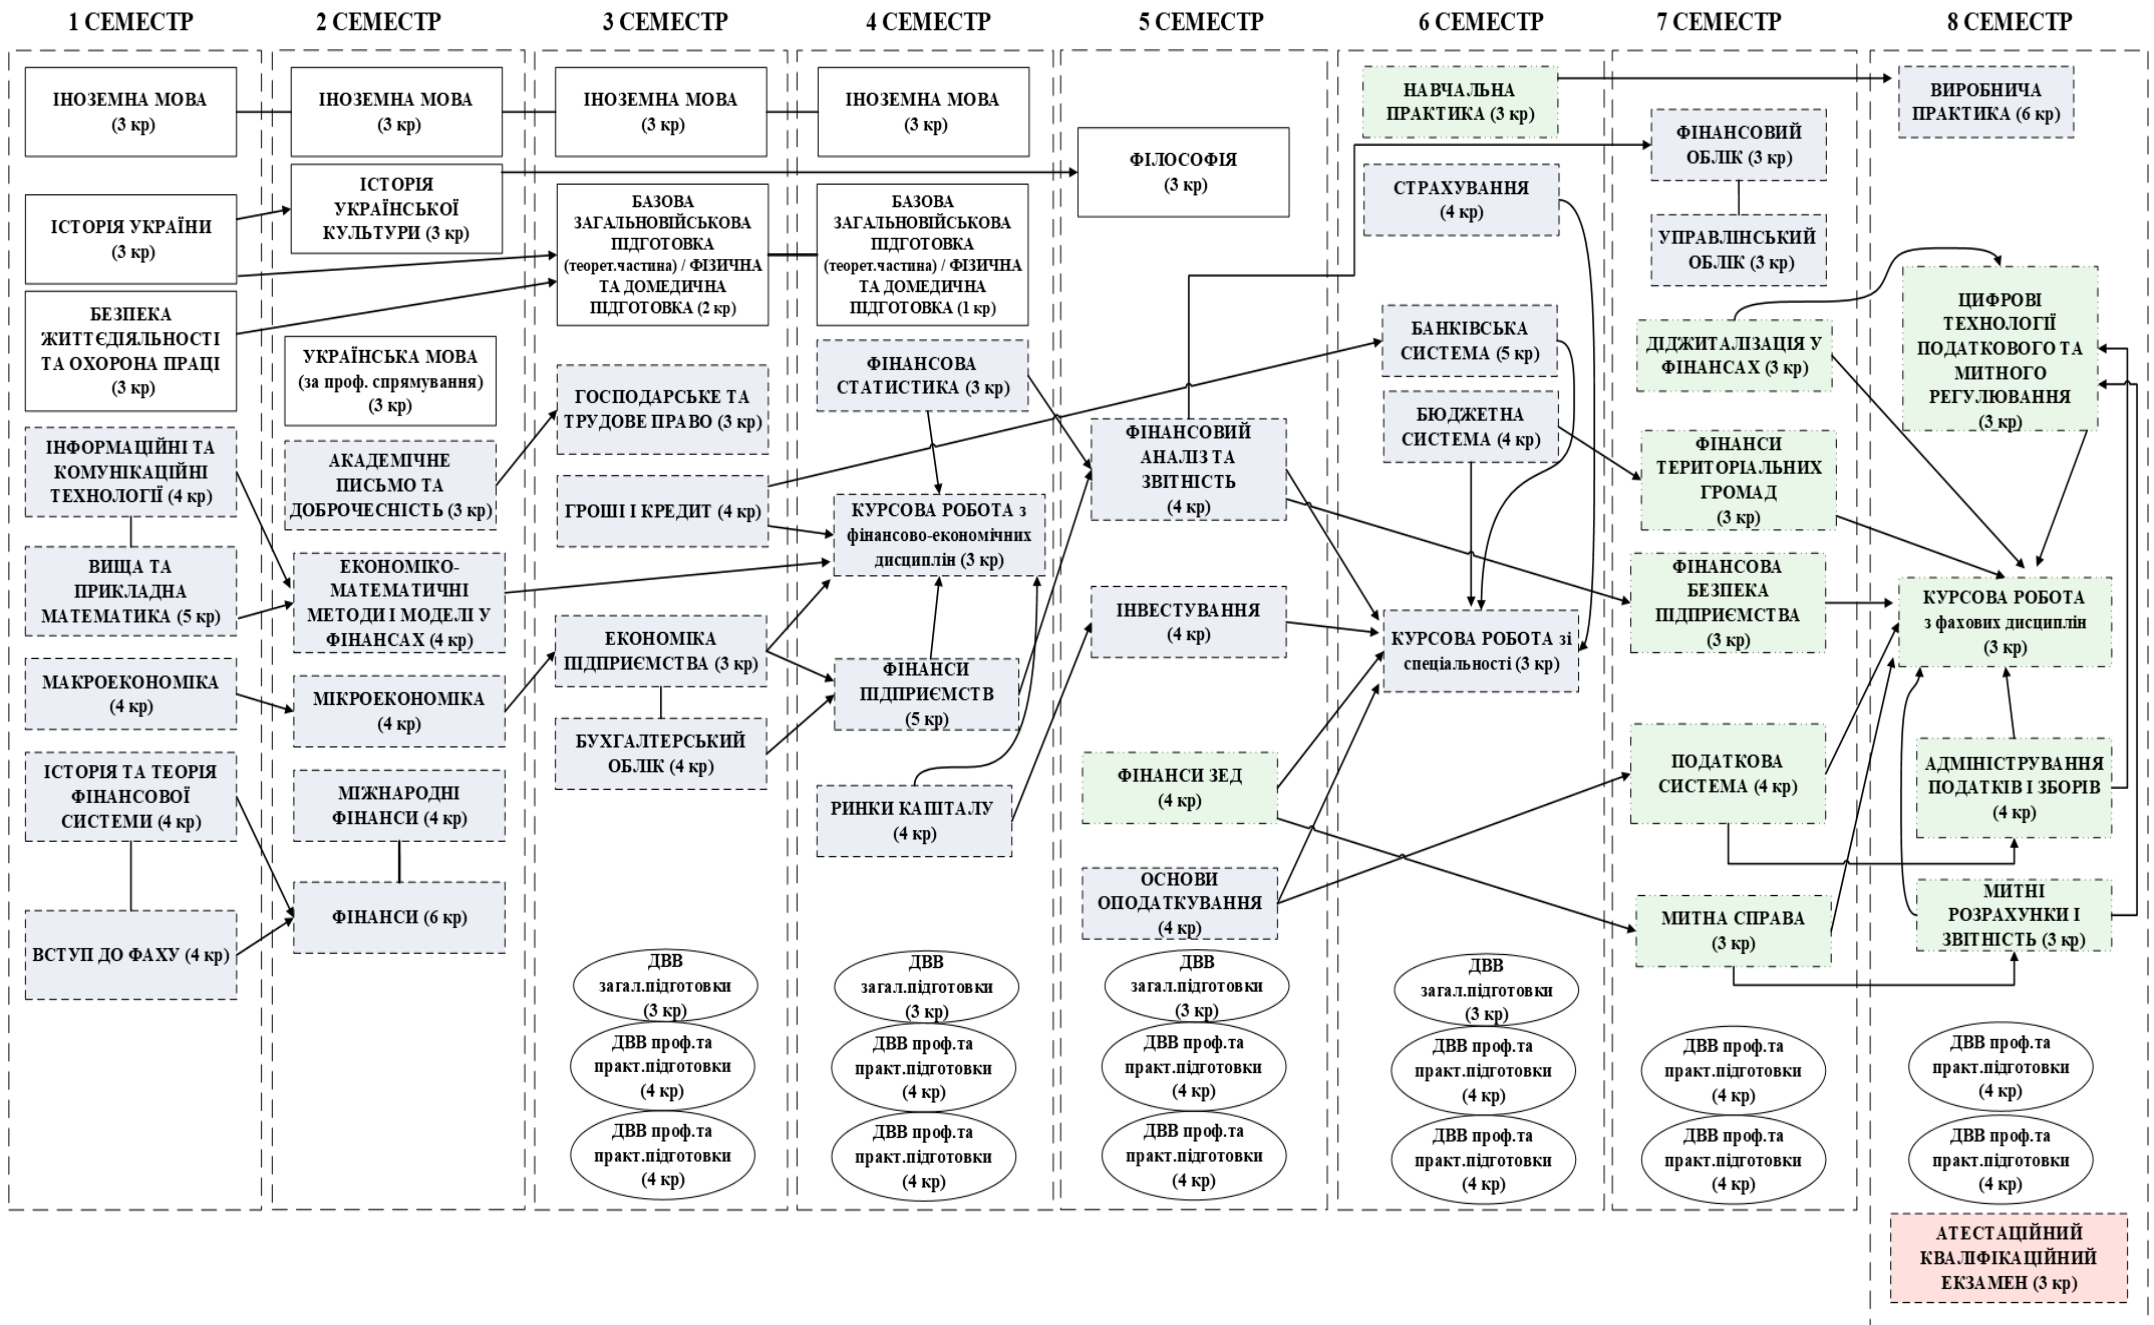 1 СЕМЕСТР
2 СЕМЕСТР
3 СЕМЕСТР
4 СЕМЕСТР
5 СЕМЕСТР
6 СЕМЕСТР
7 СЕМЕСТР
8 СЕМЕСТР
ІНОЗЕМНА МОВА
(3 кр)
ІСТОРІЯ УКРАЇНИ
(3 кр)
БЕЗПЕКА
ЖИТТЄДІЯЛЬНОСТІ
ТА ОХОРОНА ПРАЦІ
(3 кр)
ІНФОРМАЦІЙНІ ТА
КОМУНІКАЦІЙНІ
ТЕХНОЛОГІЇ (4 кр)
ВИЩА ТА
ПРИКЛАДНА
МАТЕМАТИКА (5 кр)
МАКРОЕКОНОМІКА
(4 кр)
ІСТОРІЯ ТА ТЕОРІЯ
ФІНАНСОВОЇ
СИСТЕМИ (4 кр)
ВСТУП ДО ФАХУ (4 кр)
ІНОЗЕМНА МОВА
(3 кр)
ІСТОРІЯ
УКРАЇНСЬКОЇ
КУЛЬТУРИ (3 кр)
УКРАЇНСЬКА МОВА
(за проф. спрямування)
(3 кр)
АКАДЕМІЧНЕ
ПИСЬМО ТА
ДОБРОЧЕСНІСТЬ (3 кр)
ЕКОНОМІКО-
МАТЕМАТИЧНІ
МЕТОДИ І МОДЕЛІ У
ФІНАНСАХ (4 кр)
МІКРОЕКОНОМІКА
(4 кр)
МІЖНАРОДНІ
ФІНАНСИ (4 кр)
ФІНАНСИ (6 кр)
ІНОЗЕМНА МОВА
(3 кр)
БАЗОВА
ЗАГАЛЬНОВІЙСЬКОВА
ПІДГОТОВКА
(теорет.частина) / ФІЗИЧНА
ТА ДОМЕДИЧНА
ПІДГОТОВКА (2 кр)
ГОСПОДАРСЬКЕ ТА
ТРУДОВЕ ПРАВО (3 кр)
ГРОШІ І КРЕДИТ (4 кр)
ЕКОНОМІКА
ПІДПРИЄМСТВА (3 кр)
БУХГАЛТЕРСЬКИЙ
ОБЛІК (4 кр)
ДВВ
загал.підготовки
(3 кр)
ДВВ проф.та
практ.підготовки
(4 кр)
ДВВ проф.та
практ.підготовки
(4 кр)
ІНОЗЕМНА МОВА
(3 кр)
БАЗОВА
ЗАГАЛЬНОВІЙСЬКОВА
ПІДГОТОВКА
(теорет.частина) / ФІЗИЧНА
ТА ДОМЕДИЧНА
ПІДГОТОВКА (1 кр)
ФІНАНСОВА
СТАТИСТИКА (3 кр)
КУРСОВА РОБОТА з
фінансово-економічних
дисциплін (3 кр)
ФІНАНСИ
ПІДПРИЄМСТВ
(5 кр)
РИНКИ КАПІТАЛУ
(4 кр)
ДВВ
загал.підготовки
(3 кр)
ДВВ проф.та
практ.підготовки
(4 кр)
ДВВ проф.та
практ.підготовки
(4 кр)
ФІЛОСОФІЯ
(3 кр)
ФІНАНСОВИЙ
АНАЛІЗ ТА
ЗВІТНІСТЬ
(4 кр)
ІНВЕСТУВАННЯ
(4 кр)
ФІНАНСИ ЗЕД
(4 кр)
ОСНОВИ
ОПОДАТКУВАННЯ
(4 кр)
ДВВ
загал.підготовки
(3 кр)
ДВВ проф.та
практ.підготовки
(4 кр)
ДВВ проф.та
практ.підготовки
(4 кр)
НАВЧАЛЬНА
ПРАКТИКА (3 кр)
СТРАХУВАННЯ
(4 кр)
БАНКІВСЬКА
СИСТЕМА (5 кр)
БЮДЖЕТНА
СИСТЕМА (4 кр)
КУРСОВА РОБОТА зі
спеціальності (3 кр)
ДВВ
загал.підготовки
(3 кр)
ДВВ проф.та
практ.підготовки
(4 кр)
ДВВ проф.та
практ.підготовки
(4 кр)
ФІНАНСОВИЙ
ОБЛІК (3 кр)
УПРАВЛІНСЬКИЙ
ОБЛІК (3 кр)
ДІДЖИТАЛІЗАЦІЯ У
ФІНАНСАХ (3 кр)
ФІНАНСИ
ТЕРИТОРІАЛЬНИХ
ГРОМАД
(3 кр)
ФІНАНСОВА
БЕЗПЕКА
ПІДПРИЄМСТВА
(3 кр)
ПОДАТКОВА
СИСТЕМА (4 кр)
МИТНА СПРАВА
(3 кр)
ДВВ проф.та
практ.підготовки
(4 кр)
ДВВ проф.та
практ.підготовки
(4 кр)
ВИРОБНИЧА
ПРАКТИКА (6 кр)
ЦИФРОВІ
ТЕХНОЛОГІЇ
ПОДАТКОВОГО ТА
МИТНОГО
РЕГУЛЮВАННЯ
(3 кр)
КУРСОВА РОБОТА
з фахових дисциплін
(3 кр)
АДМІНІСТРУВАННЯ
ПОДАТКІВ І ЗБОРІВ
(4 кр)
МИТНІ
РОЗРАХУНКИ І
ЗВІТНІСТЬ (3 кр)
ДВВ проф.та
практ.підготовки
(4 кр)
ДВВ проф.та
практ.підготовки
(4 кр)
АТЕСТАЦІЙНИЙ
КВАЛІФІКАЦІЙНИЙ
ЕКЗАМЕН (3 кр)